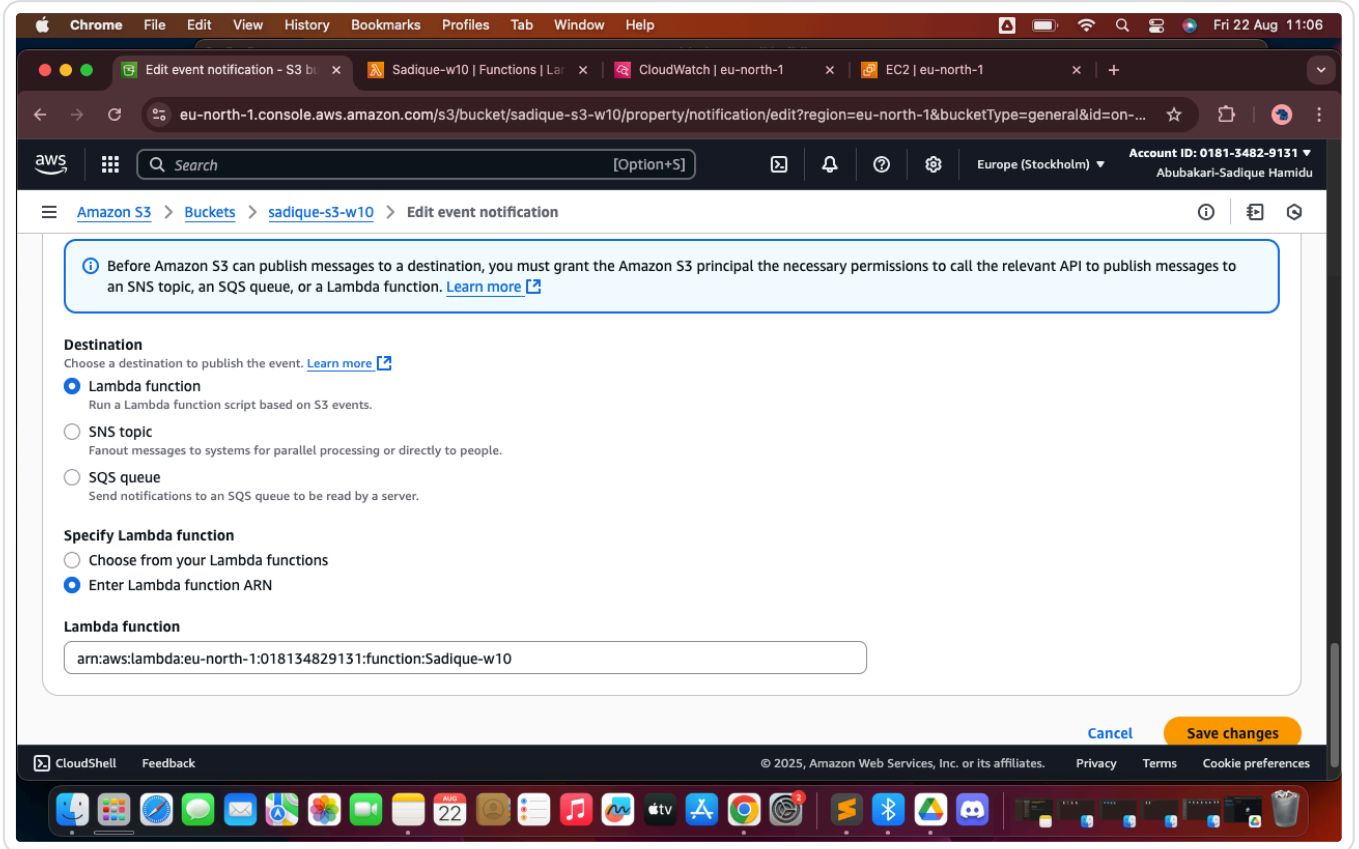 Chrome File Edit View History Bookmarks Profiles Tab Window Help Fri 22 Aug 11:06
Edit event notification - S3 bu Sadique-w10 | Functions | Lar CloudWatch | eu-north-1 EC2 | eu-north-1
eu-north-1.console.aws.amazon.com/s3/bucket/sadique-s3-w10/property/notification/edit?region=eu-north-1&bucketType=general&id=on-...
aws Search [Option+S] Europe (Stockholm) Account ID: 0181-3482-9131
Abubakari-Sadique Hamidu
Amazon S3 > Buckets > sadique-s3-w10 > Edit event notification
Before Amazon S3 can publish messages to a destination, you must grant the Amazon S3 principal the necessary permissions to call the relevant API to publish messages to
an SNS topic, an SQS queue, or a Lambda function. Learn more
Destination
Choose a destination to publish the event. Learn more
Lambda function
Run a Lambda function script based on S3 events.
SNS topic
Fanout messages to systems for parallel processing or directly to people.
SQS queue
Send notifications to an SQS queue to be read by a server.
Specify Lambda function
Choose from your Lambda functions
Enter Lambda function ARN
Lambda function
arn:aws:lambda:eu-north-1:018134829131:function:Sadique-w10
Cancel Save changes
CloudShell Feedback © 2025, Amazon Web Services, Inc. or its affiliates. Privacy Terms Cookie preferences
AUG
22
tv
2